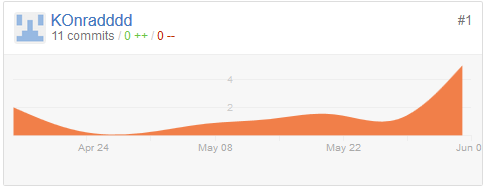 KOnradddd #1
11 commits / 0 ++ / 0 --
4
2
Apr 24 May 08 May 22 Jun 0